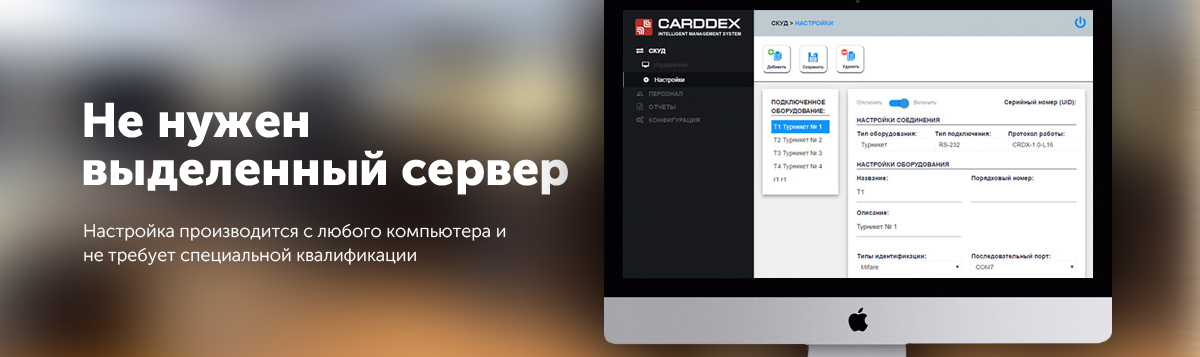 Не нужен
выделенный сервер
Настройка производится с любого компьютера и
не требует специальной квалификации
CARDDEX
INTELLIGENT MANAGEMENT SYSTEM
СКУД
Управление
Настройки
ПЕРСОНАЛ
ОТЧЁТЫ
КОНФИГУРАЦИЯ
СКУД > НАСТРОЙКИ
Добавить Сохранить Удалить
ПОДКЛЮЧЕННОЕ
ОБОРУДОВАНИЕ:
Т1 Турникет № 1
Т2 Турникет № 2
Т3 Турникет № 3
Т4 Турникет № 4
r1 r1
Отключить Включить Серийный номер (UID):
НАСТРОЙКИ СОЕДИНЕНИЯ
Тип оборудования: Тип подключения: Протокол работы:
Турникет RS-232 CRDX-1.0-L16
НАСТРОЙКИ ОБОРУДОВАНИЯ
Название: Порядковый номер:
Т1
Описание:
Турникет № 1
Типы идентификации: Последовательный порт:
Mifare COM7